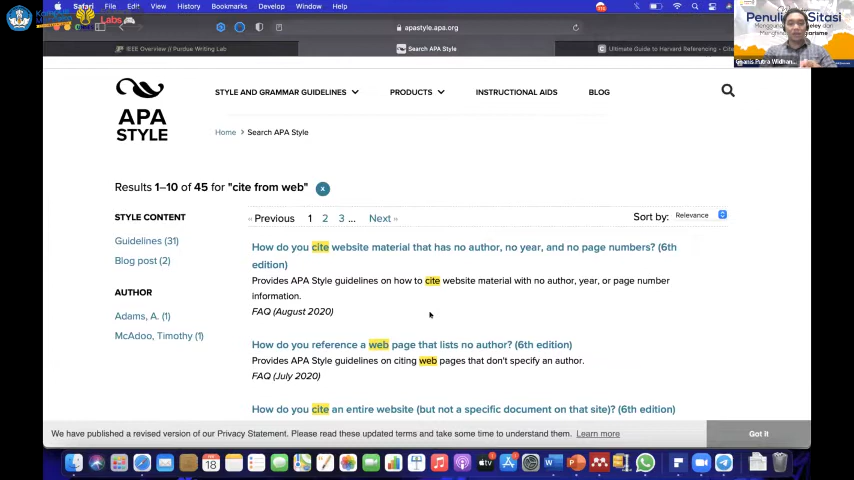 Safari File Edit View History Bookmarks Develop Window Help
Labs
apastyle.apa.org
IEEE Overview // Purdue Writing Lab
Search APA Style
Ultimate Guide to Harvard Referencing - Cite
Penulisan Sitasi
Ghanis Putra Widhan...
APA
STYLE
STYLE AND GRAMMAR GUIDELINES PRODUCTS INSTRUCTIONAL AIDS BLOG
Home > Search APA Style
Results 1–10 of 45 for "cite from web" x
STYLE CONTENT
Guidelines (31)
Blog post (2)
AUTHOR
Adams, A. (1)
McAdoo, Timothy (1)
‹‹ Previous 1 2 3 ... Next ››
Sort by: Relevance
How do you cite website material that has no author, no year, and no page numbers? (6th
edition)
Provides APA Style guidelines on how to cite website material with no author, year, or page number
information.
FAQ (August 2020)
How do you reference a web page that lists no author? (6th edition)
Provides APA Style guidelines on citing web pages that don't specify an author.
FAQ (July 2020)
How do you cite an entire website (but not a specific document on that site)? (6th edition)
We have published a revised version of our Privacy Statement. Please read these updated terms and take some time to understand them. Learn more
Got it
18